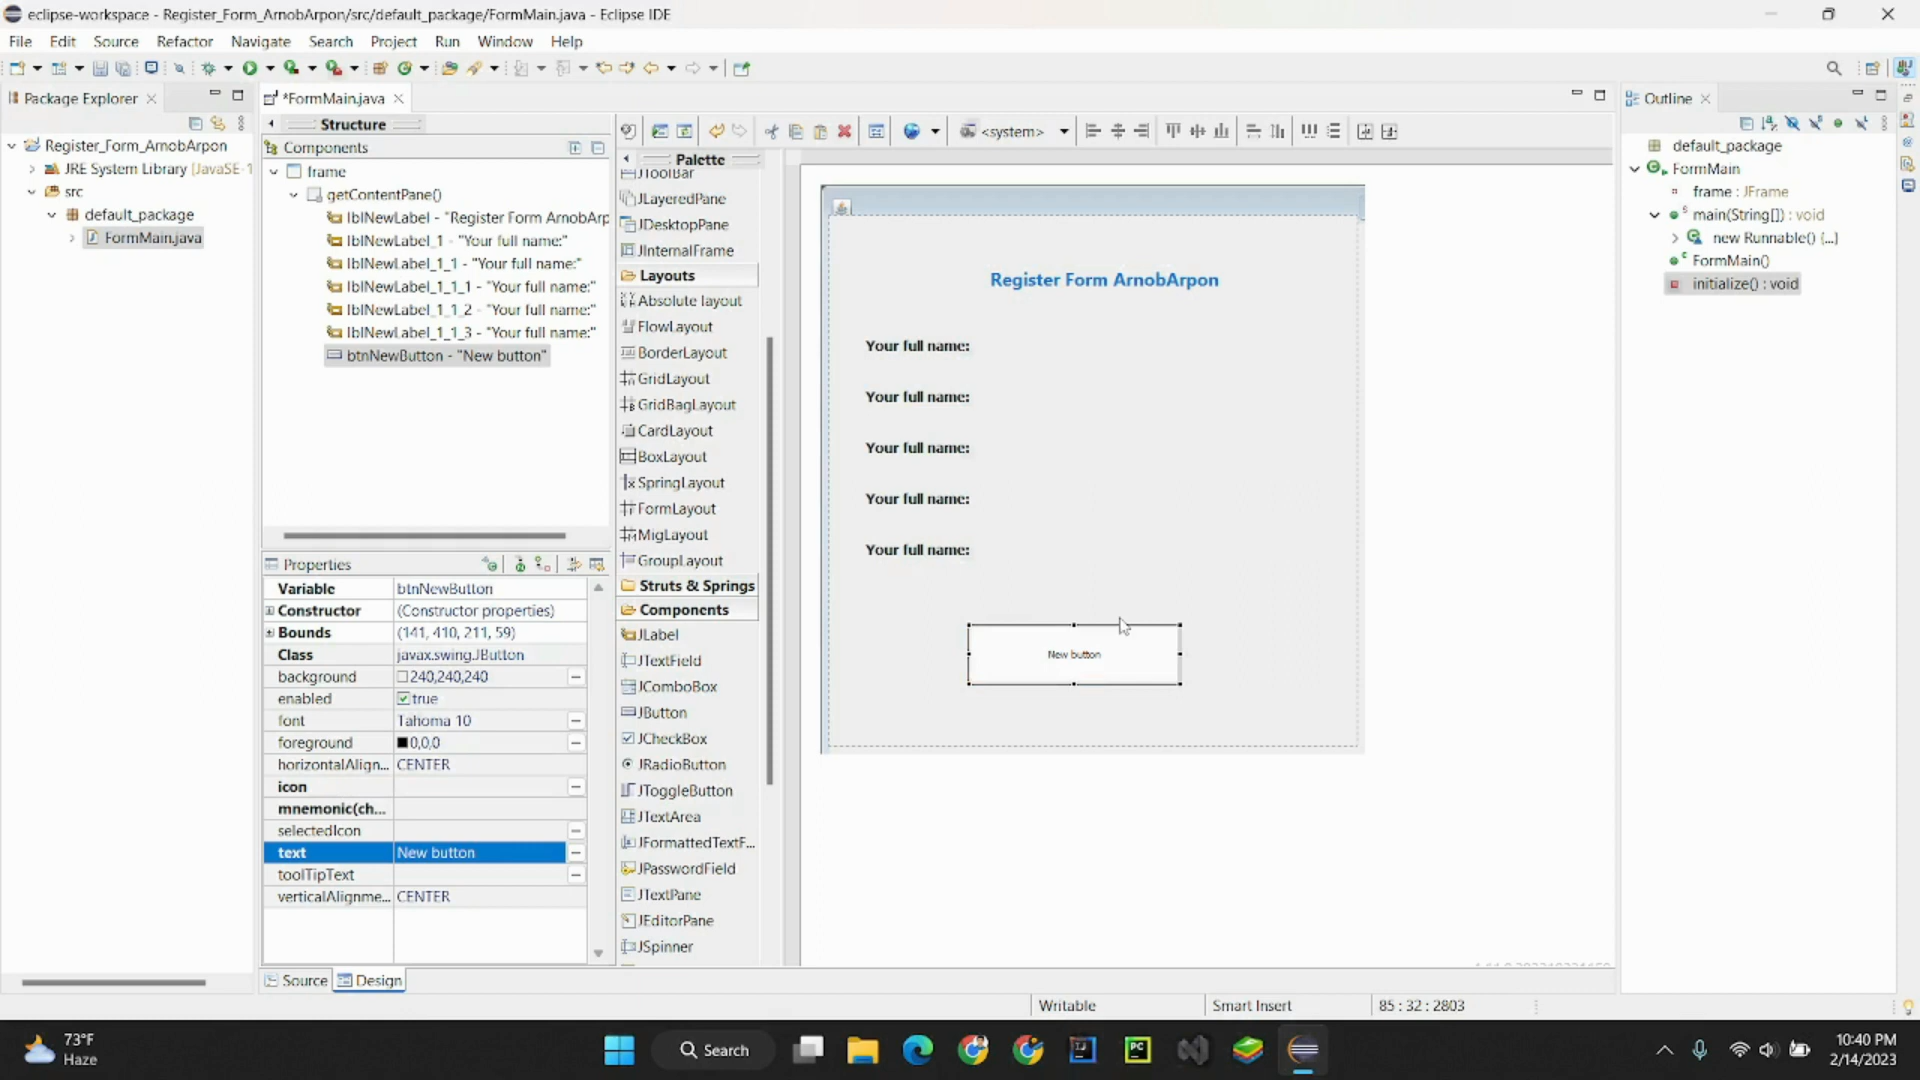 eclipse-workspace - Register_Form_ArnobArpon/src/default_package/FormMain.java - Eclipse IDE
File Edit Source Refactor Navigate Search Project Run Window Help
Package Explorer
Register_Form_ArnobArpon
JRE System Library [JavaSE-1
src
default_package
FormMain.java
*FormMain.java
Structure
Components
frame
getContentPane()
lblNewLabel - "Register Form ArnobArp
lblNewLabel_1 - "Your full name:"
lblNewLabel_1_1 - "Your full name:"
lblNewLabel_1_1_1 - "Your full name:"
lblNewLabel_1_1_2 - "Your full name:"
lblNewLabel_1_1_3 - "Your full name:"
btnNewButton - "New button"
Properties
Variable btnNewButton
Constructor (Constructor properties)
Bounds (141, 410, 211, 59)
Class javax.swing.JButton
background 240,240,240
enabled true
font Tahoma 10
foreground 0,0,0
horizontalAlign... CENTER
icon
mnemonic(ch...
selectedIcon
text New button
toolTipText
verticalAlignme... CENTER
Source Design
<system>
Palette
JToolBar
JLayeredPane
JDesktopPane
JInternalFrame
Layouts
Absolute layout
FlowLayout
BorderLayout
GridLayout
GridBagLayout
CardLayout
BoxLayout
SpringLayout
FormLayout
MigLayout
GroupLayout
Struts & Springs
Components
JLabel
JTextField
JComboBox
JButton
JCheckBox
JRadioButton
JToggleButton
JTextArea
JFormattedTextF...
JPasswordField
JTextPane
JEditorPane
JSpinner
Register Form ArnobArpon
Your full name:
Your full name:
Your full name:
Your full name:
Your full name:
New button
Outline
default_package
FormMain
frame : JFrame
main(String[]) : void
new Runnable() {...}
FormMain()
initialize() : void
Writable Smart Insert 85 : 32 : 2803
73°F
Haze
Search
10:40 PM
2/14/2023